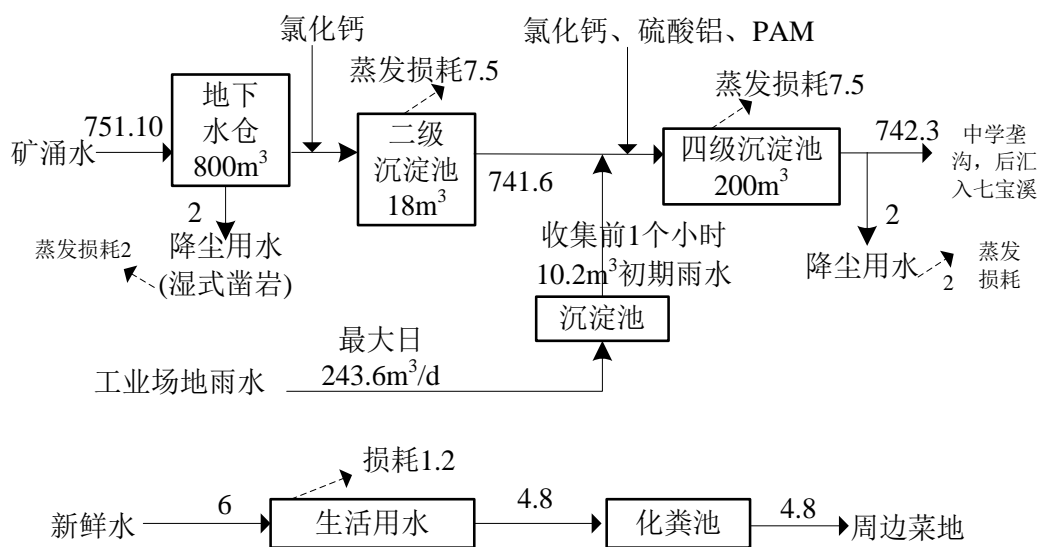 氯化钙
氯化钙、硫酸铝、PAM
蒸发损耗7.5
蒸发损耗7.5
矿涌水
751.10
地下
水仓
800m³
二级
沉淀池
18m³
741.6
四级沉淀池
200m³
742.3
中学垄
沟，后汇
入七宝溪
2
蒸发损耗2
降尘用水
(湿式凿岩)
收集前1个小时
10.2m³初期雨水
2
降尘用水
2
蒸发
损耗
沉淀池
工业场地雨水
最大日
243.6m³/d
损耗1.2
新鲜水
6
生活用水
4.8
化粪池
4.8
周边菜地